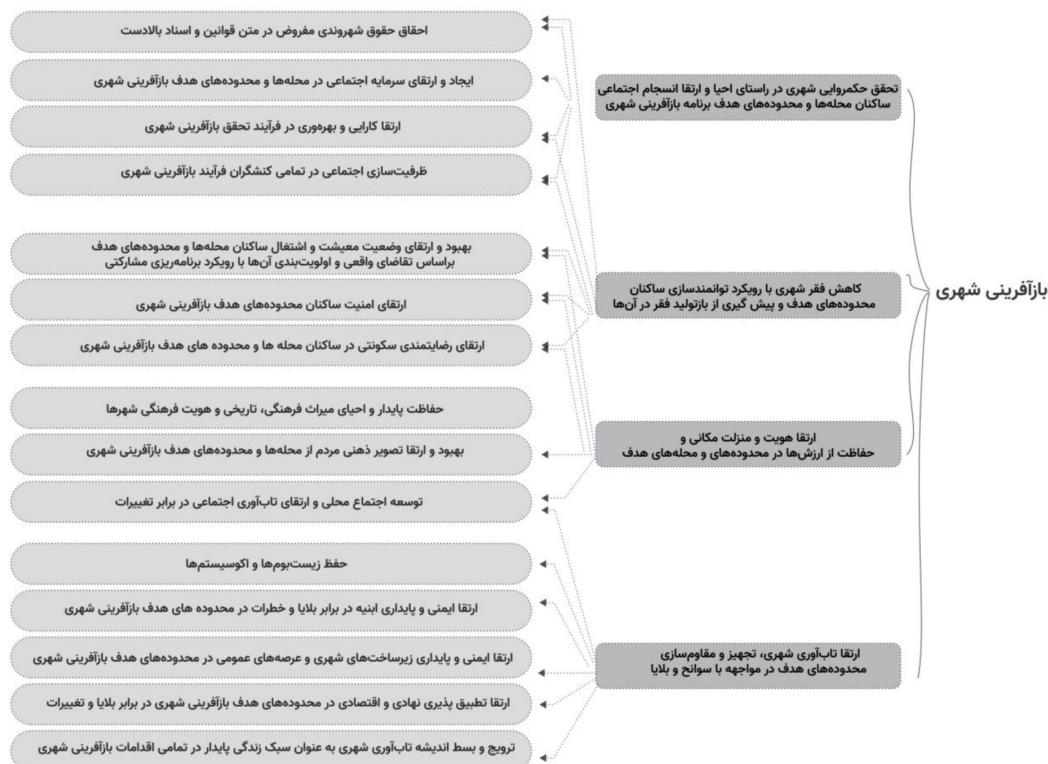 بازآفرینی شهری
تحقق حکمروایی شهری در راستای احیا و ارتقا انسجام اجتماعی
ساکنان محله‌ها و محدوده‌های هدف برنامه بازآفرینی شهری
کاهش فقر شهری با رویکرد توانمندسازی ساکنان
محدوده‌های هدف و پیش گیری از بازتولید فقر در آن‌ها
ارتقا هویت و منزلت مکانی و
حفاظت از ارزش‌ها در محدوده‌های و محله‌های هدف
ارتقا تاب‌آوری شهری، تجهیز و مقاوم‌سازی
محدوده‌های هدف در مواجهه با سوانح و بلایا
احقاق حقوق شهروندی مفروض در متن قوانین و اسناد بالادست
ایجاد و ارتقای سرمایه اجتماعی در محله‌ها و محدوده‌های هدف بازآفرینی شهری
ارتقا کارایی و بهره‌وری در فرآیند تحقق بازآفرینی شهری
ظرفیت‌سازی اجتماعی در تمامی کنشگران فرآیند بازآفرینی شهری
بهبود و ارتقای وضعیت معیشت و اشتغال ساکنان محله‌ها و محدوده‌های هدف
براساس تقاضای واقعی و اولویت‌بندی آن‌ها با رویکرد برنامه‌ریزی مشارکتی
ارتقای امنیت ساکنان محدوده‌های هدف بازآفرینی شهری
ارتقای رضایتمندی سکونتی در ساکنان محله ها و محدوده های هدف بازآفرینی شهری
حفاظت پایدار و احیای میراث فرهنگی، تاریخی و هویت فرهنگی شهرها
بهبود و ارتقا تصویر ذهنی مردم از محله‌ها و محدوده‌های هدف بازآفرینی شهری
توسعه اجتماع محلی و ارتقای تاب‌آوری اجتماعی در برابر تغییرات
حفظ زیست‌بوم‌ها و اکوسیستم‌ها
ارتقا ایمنی و پایداری ابنیه در برابر بلایا و خطرات در محدوده های هدف بازآفرینی شهری
ارتقا ایمنی و پایداری زیرساخت‌های شهری و عرصه‌های عمومی در محدوده‌های هدف بازآفرینی شهری
ارتقا تطبیق پذیری نهادی و اقتصادی در محدوده‌های هدف بازآفرینی شهری در برابر بلایا و تغییرات
ترویج و بسط اندیشه تاب‌آوری شهری به عنوان سبک زندگی پایدار در تمامی اقدامات بازآفرینی شهری